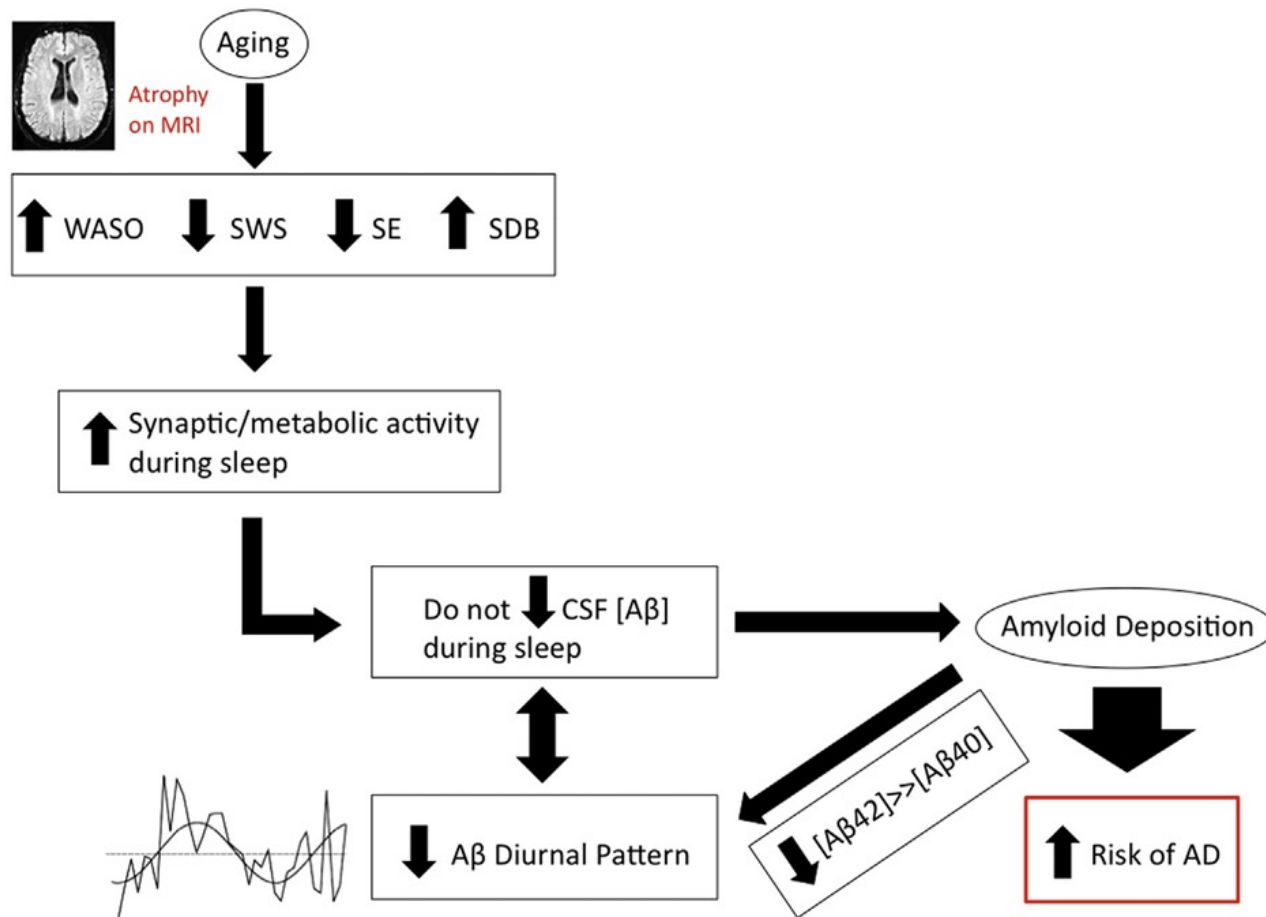 Aging
Atrophy
on MRI
WASO
SWS
SE
SDB
Synaptic/metabolic activity
during sleep
Do not CSF [Aβ]
during sleep
Amyloid Deposition
[Aβ42]>>[Aβ40]
Aβ Diurnal Pattern
Risk of AD